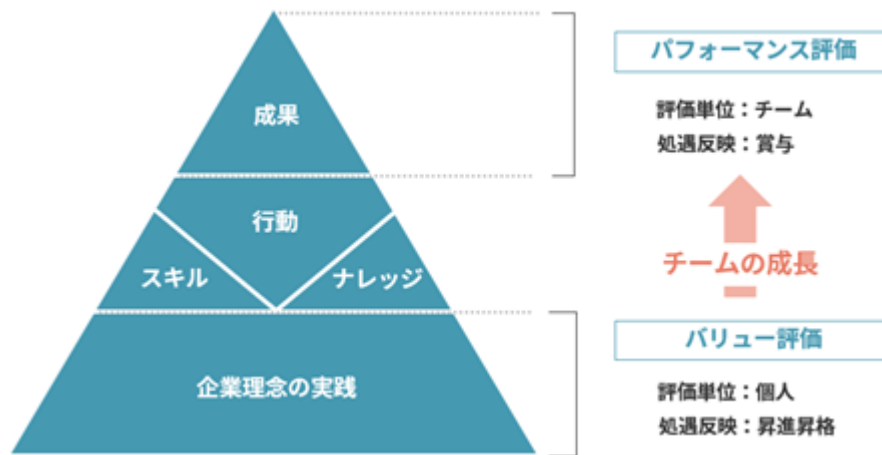 成果
行動
スキル
ナレッジ
企業理念の実践
パフォーマンス評価
評価単位：チーム
処遇反映：賞与
チームの成長
バリュー評価
評価単位：個人
処遇反映：昇進昇格